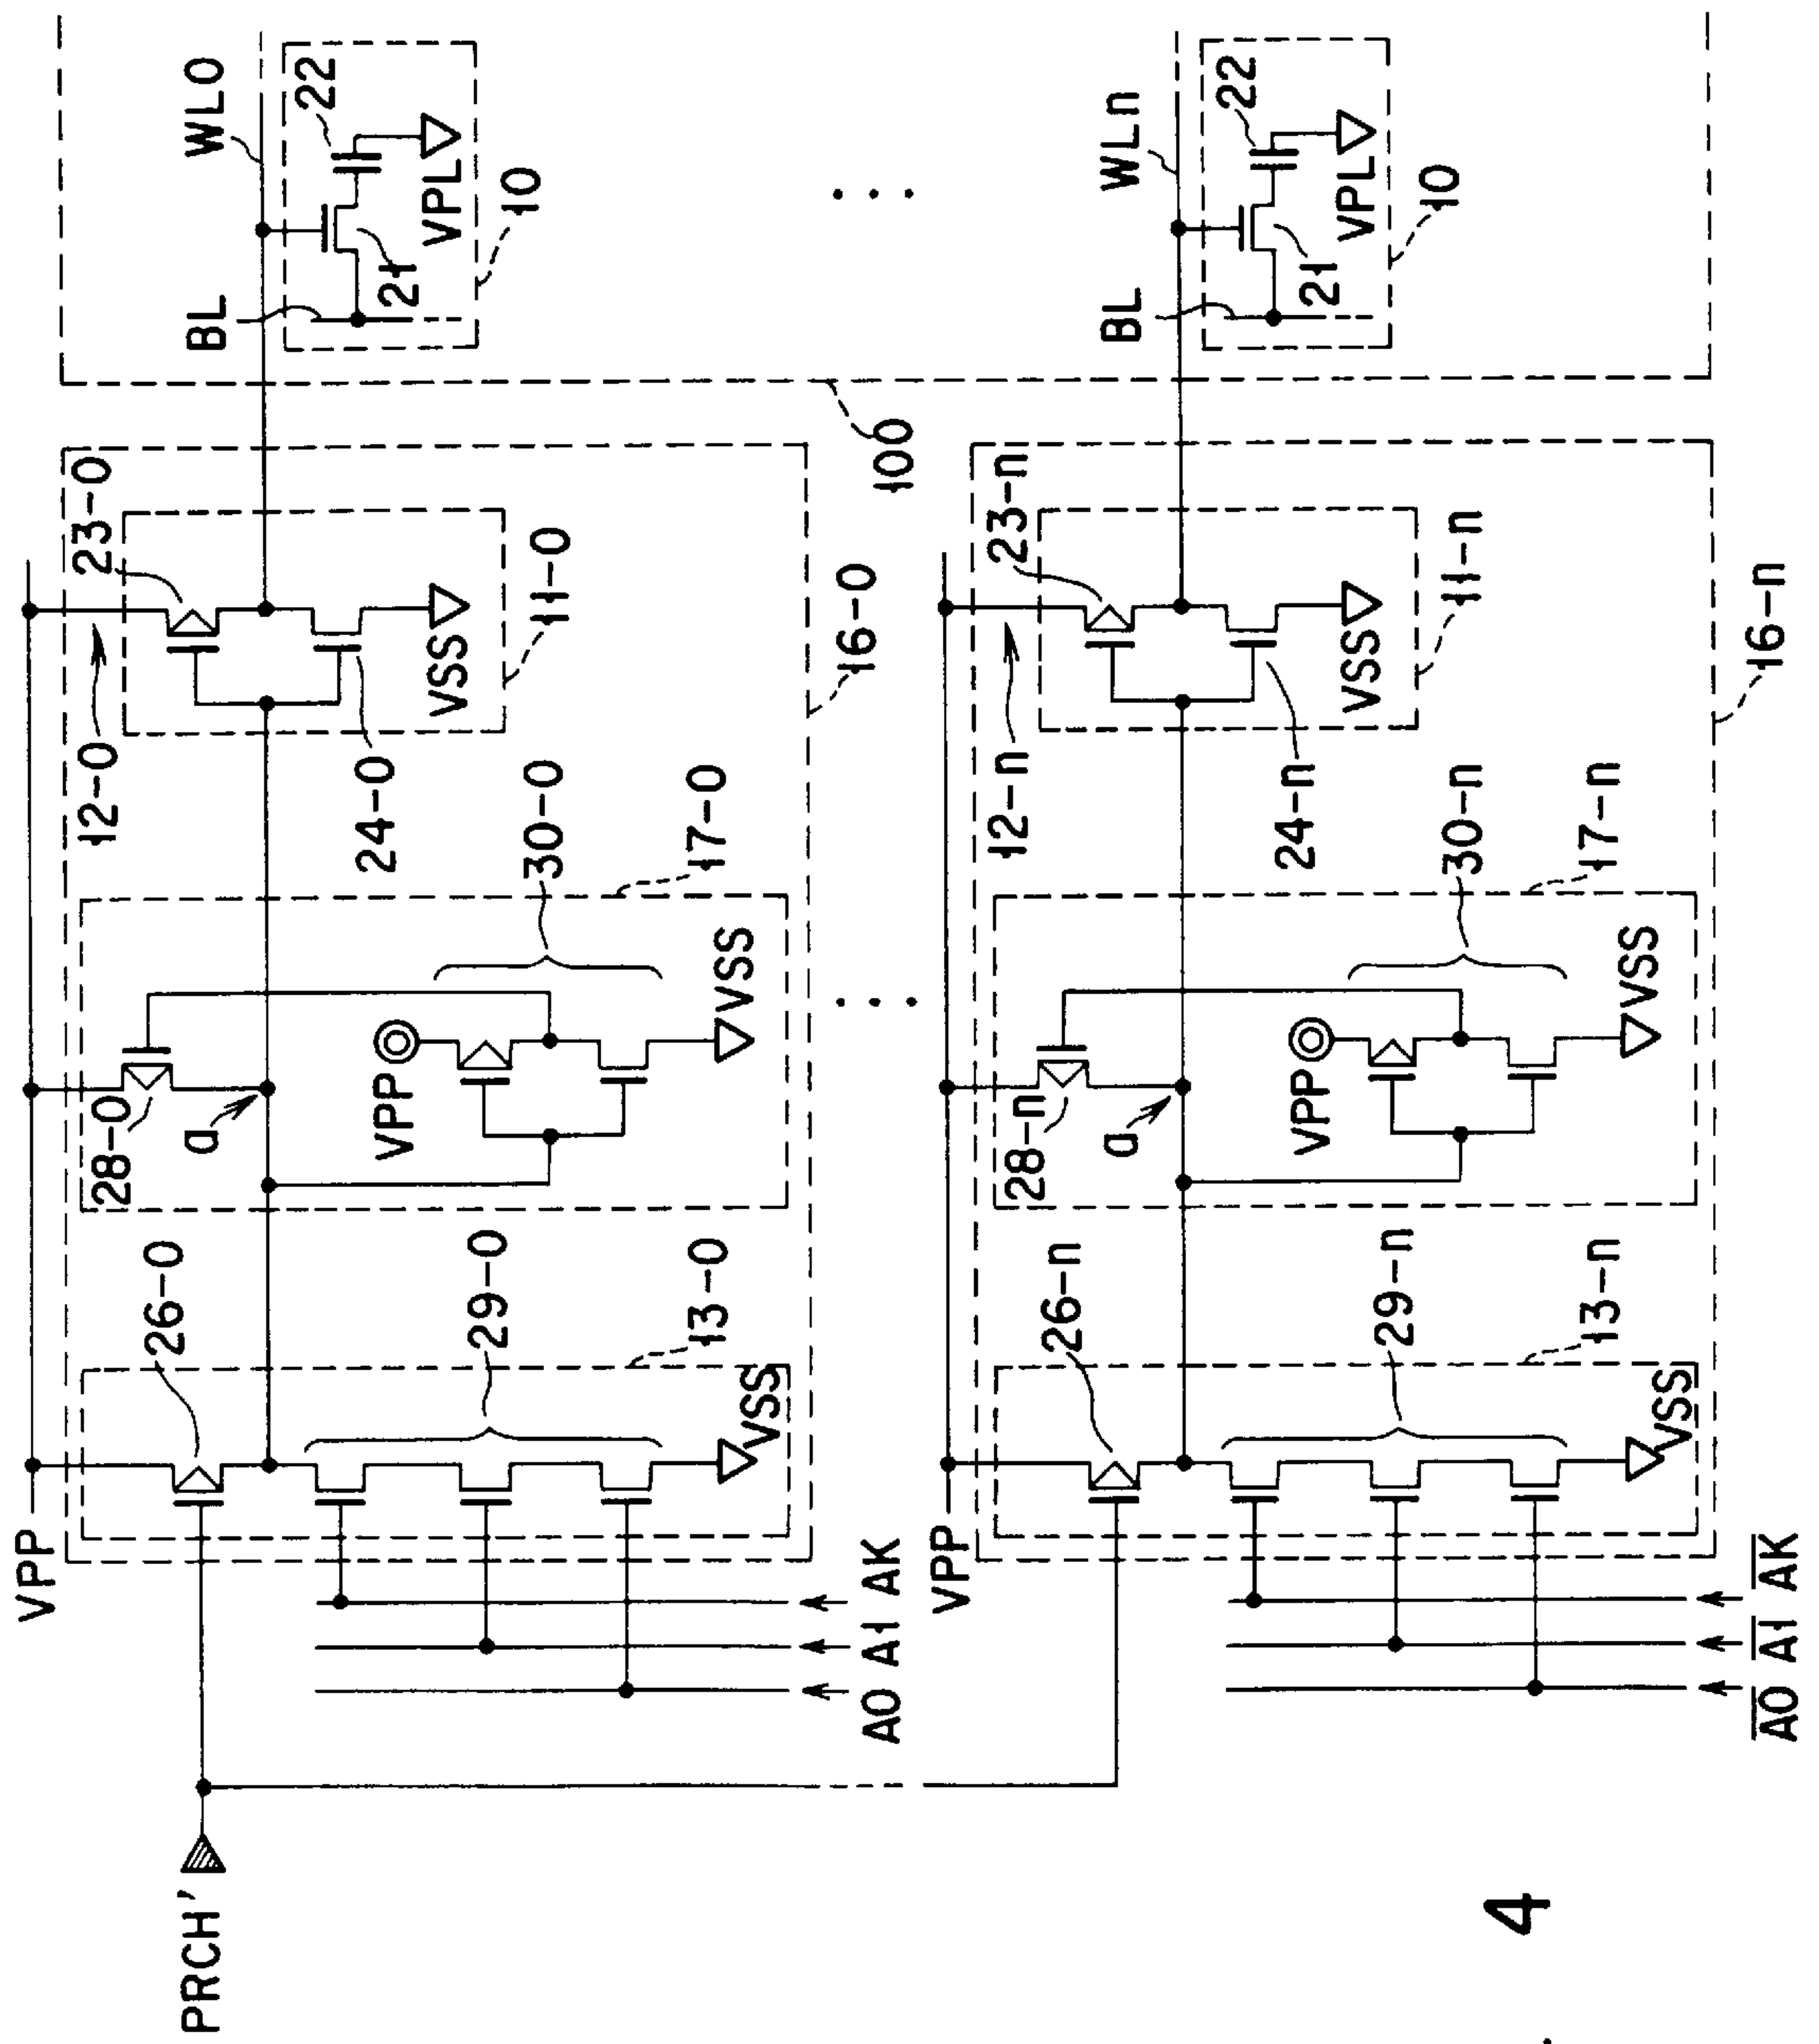 VPP
12-0
23-0
WL0
BL
22
21
VPL
10
26-0
28-0
a
VPP
24-0
VSS
11-0
29-0
30-0
17-0
13-0
VSS
VSS
16-0
100
PRCH'
A0 A1 AK
VPP
12-n
23-n
WLn
BL
22
21
VPL
10
26-n
28-n
a
VPP
24-n
VSS
11-n
29-n
30-n
17-n
13-n
VSS
VSS
16-n
A̅0̅ A̅1̅ A̅K̅
4